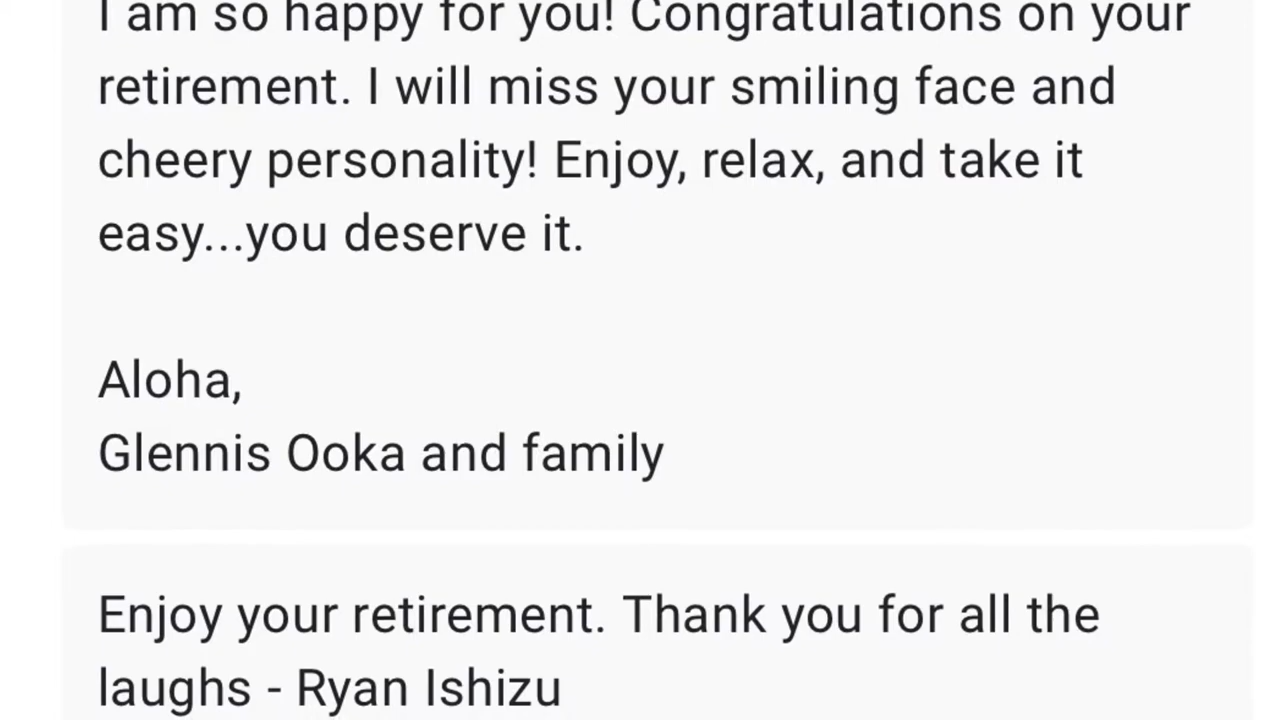 I am so happy for you! Congratulations on your
retirement. I will miss your smiling face and
cheery personality! Enjoy, relax, and take it
easy...you deserve it.
Aloha,
Glennis Ooka and family
Enjoy your retirement. Thank you for all the
laughs - Ryan Ishizu